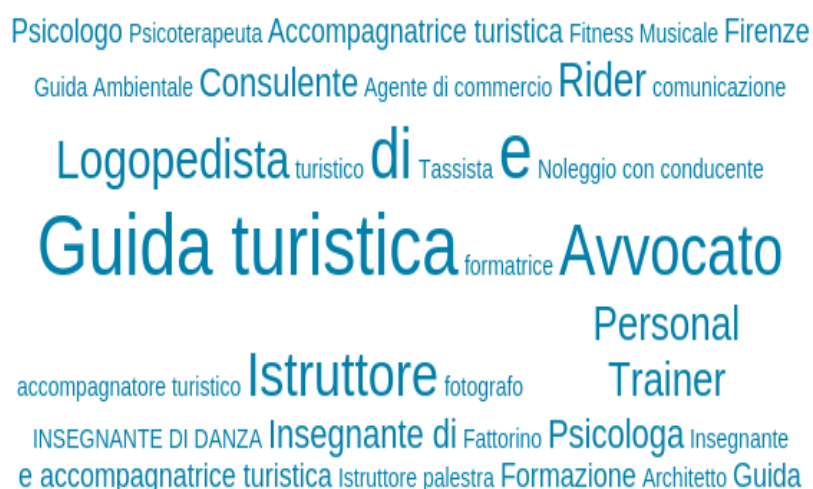 Psicologo Psicoterapeuta Accompagnatrice turistica Fitness Musicale Firenze
Guida Ambientale Consulente Agente di commercio Rider comunicazione
Logopedista turistico di Tassista e Noleggio con conducente
Guida turistica formatrice Avvocato
accompagnatore turistico Istruttore fotografo Personal
Trainer
INSEGNANTE DI DANZA Insegnante di Fattorino Psicologa Insegnante
e accompagnatrice turistica Istruttore palestra Formazione Architetto Guida